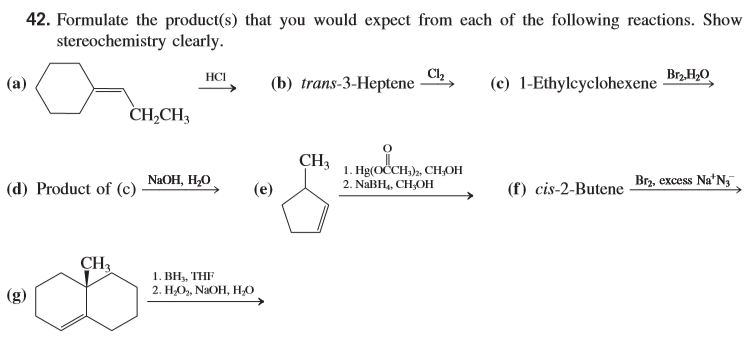 42. Formulate the product(s) that you would expect from each of the following reactions. Show
stereochemistry clearly.
(a) CH₂CH₃ HCl
(b) trans-3-Heptene Cl₂
(c) 1-Ethylcyclohexene Br₂,H₂O
(d) Product of (c) NaOH, H₂O
(e) CH₃
O
1. Hg(OCCH₃)₂, CH₃OH
2. NaBH₄, CH₃OH
(f) cis-2-Butene Br₂, excess Na⁺N₃⁻
(g) CH₃
1. BH₃, THF
2. H₂O₂, NaOH, H₂O